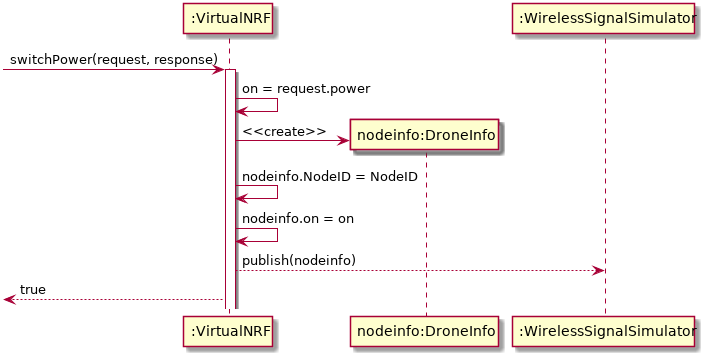 :VirtualNRF
:WirelessSignalSimulator
switchPower(request, response)
on = request.power
<<create>>
nodeinfo:DroneInfo
nodeinfo.NodeID = NodeID
nodeinfo.on = on
publish(nodeinfo)
true
:VirtualNRF
nodeinfo:DroneInfo
:WirelessSignalSimulator